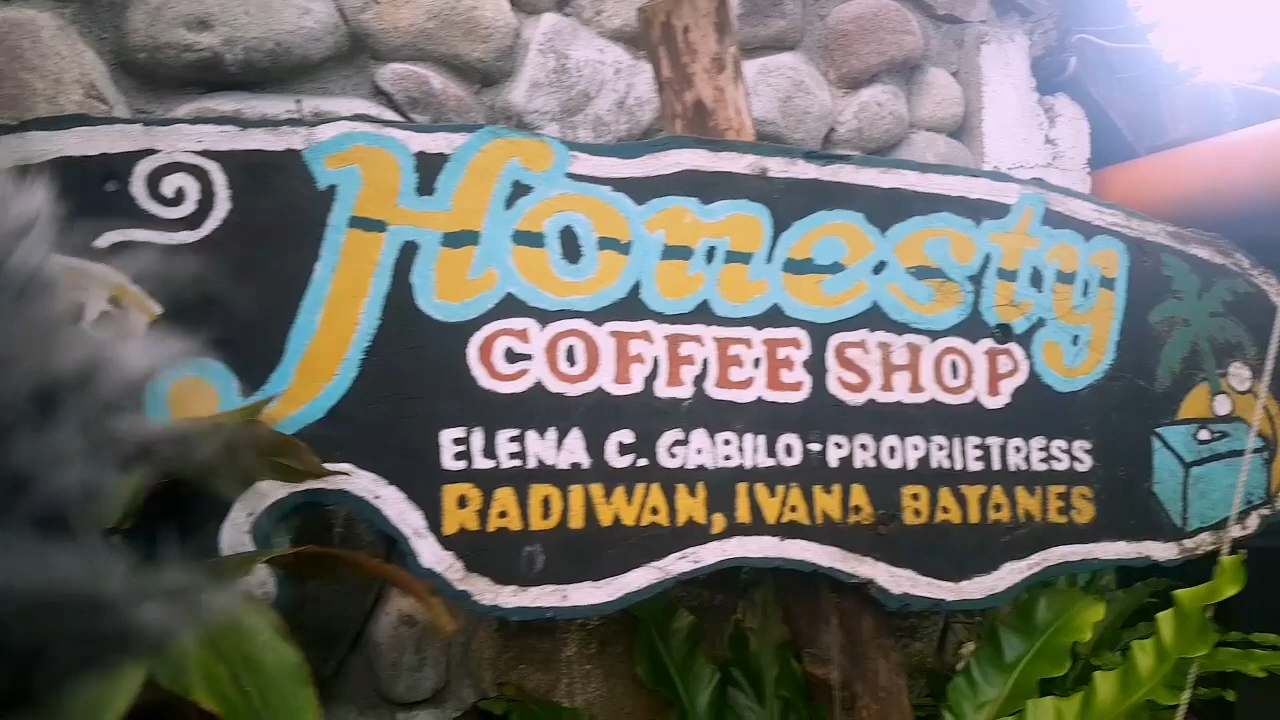 Honesty
COFFEE SHOP
ELENA C. GABILO-PROPRIETRESS
RADIWAN, IVANA BATANES